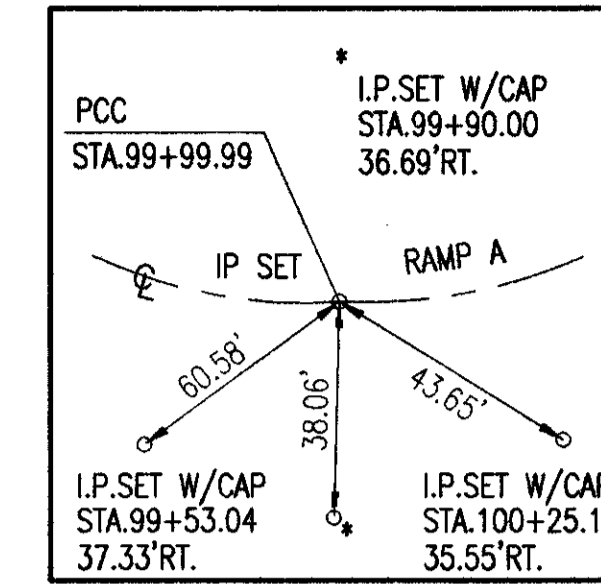 *
I.P.SET W/CAP
STA.99+90.00
36.69'RT.
PCC
STA.99+99.99
℄
IP SET
RAMP A
60.58'
38.06'
43.65'
*
I.P.SET W/CAP
STA.99+53.04
37.33'RT.
I.P.SET W/CAP
STA.100+25.1
35.55'RT.